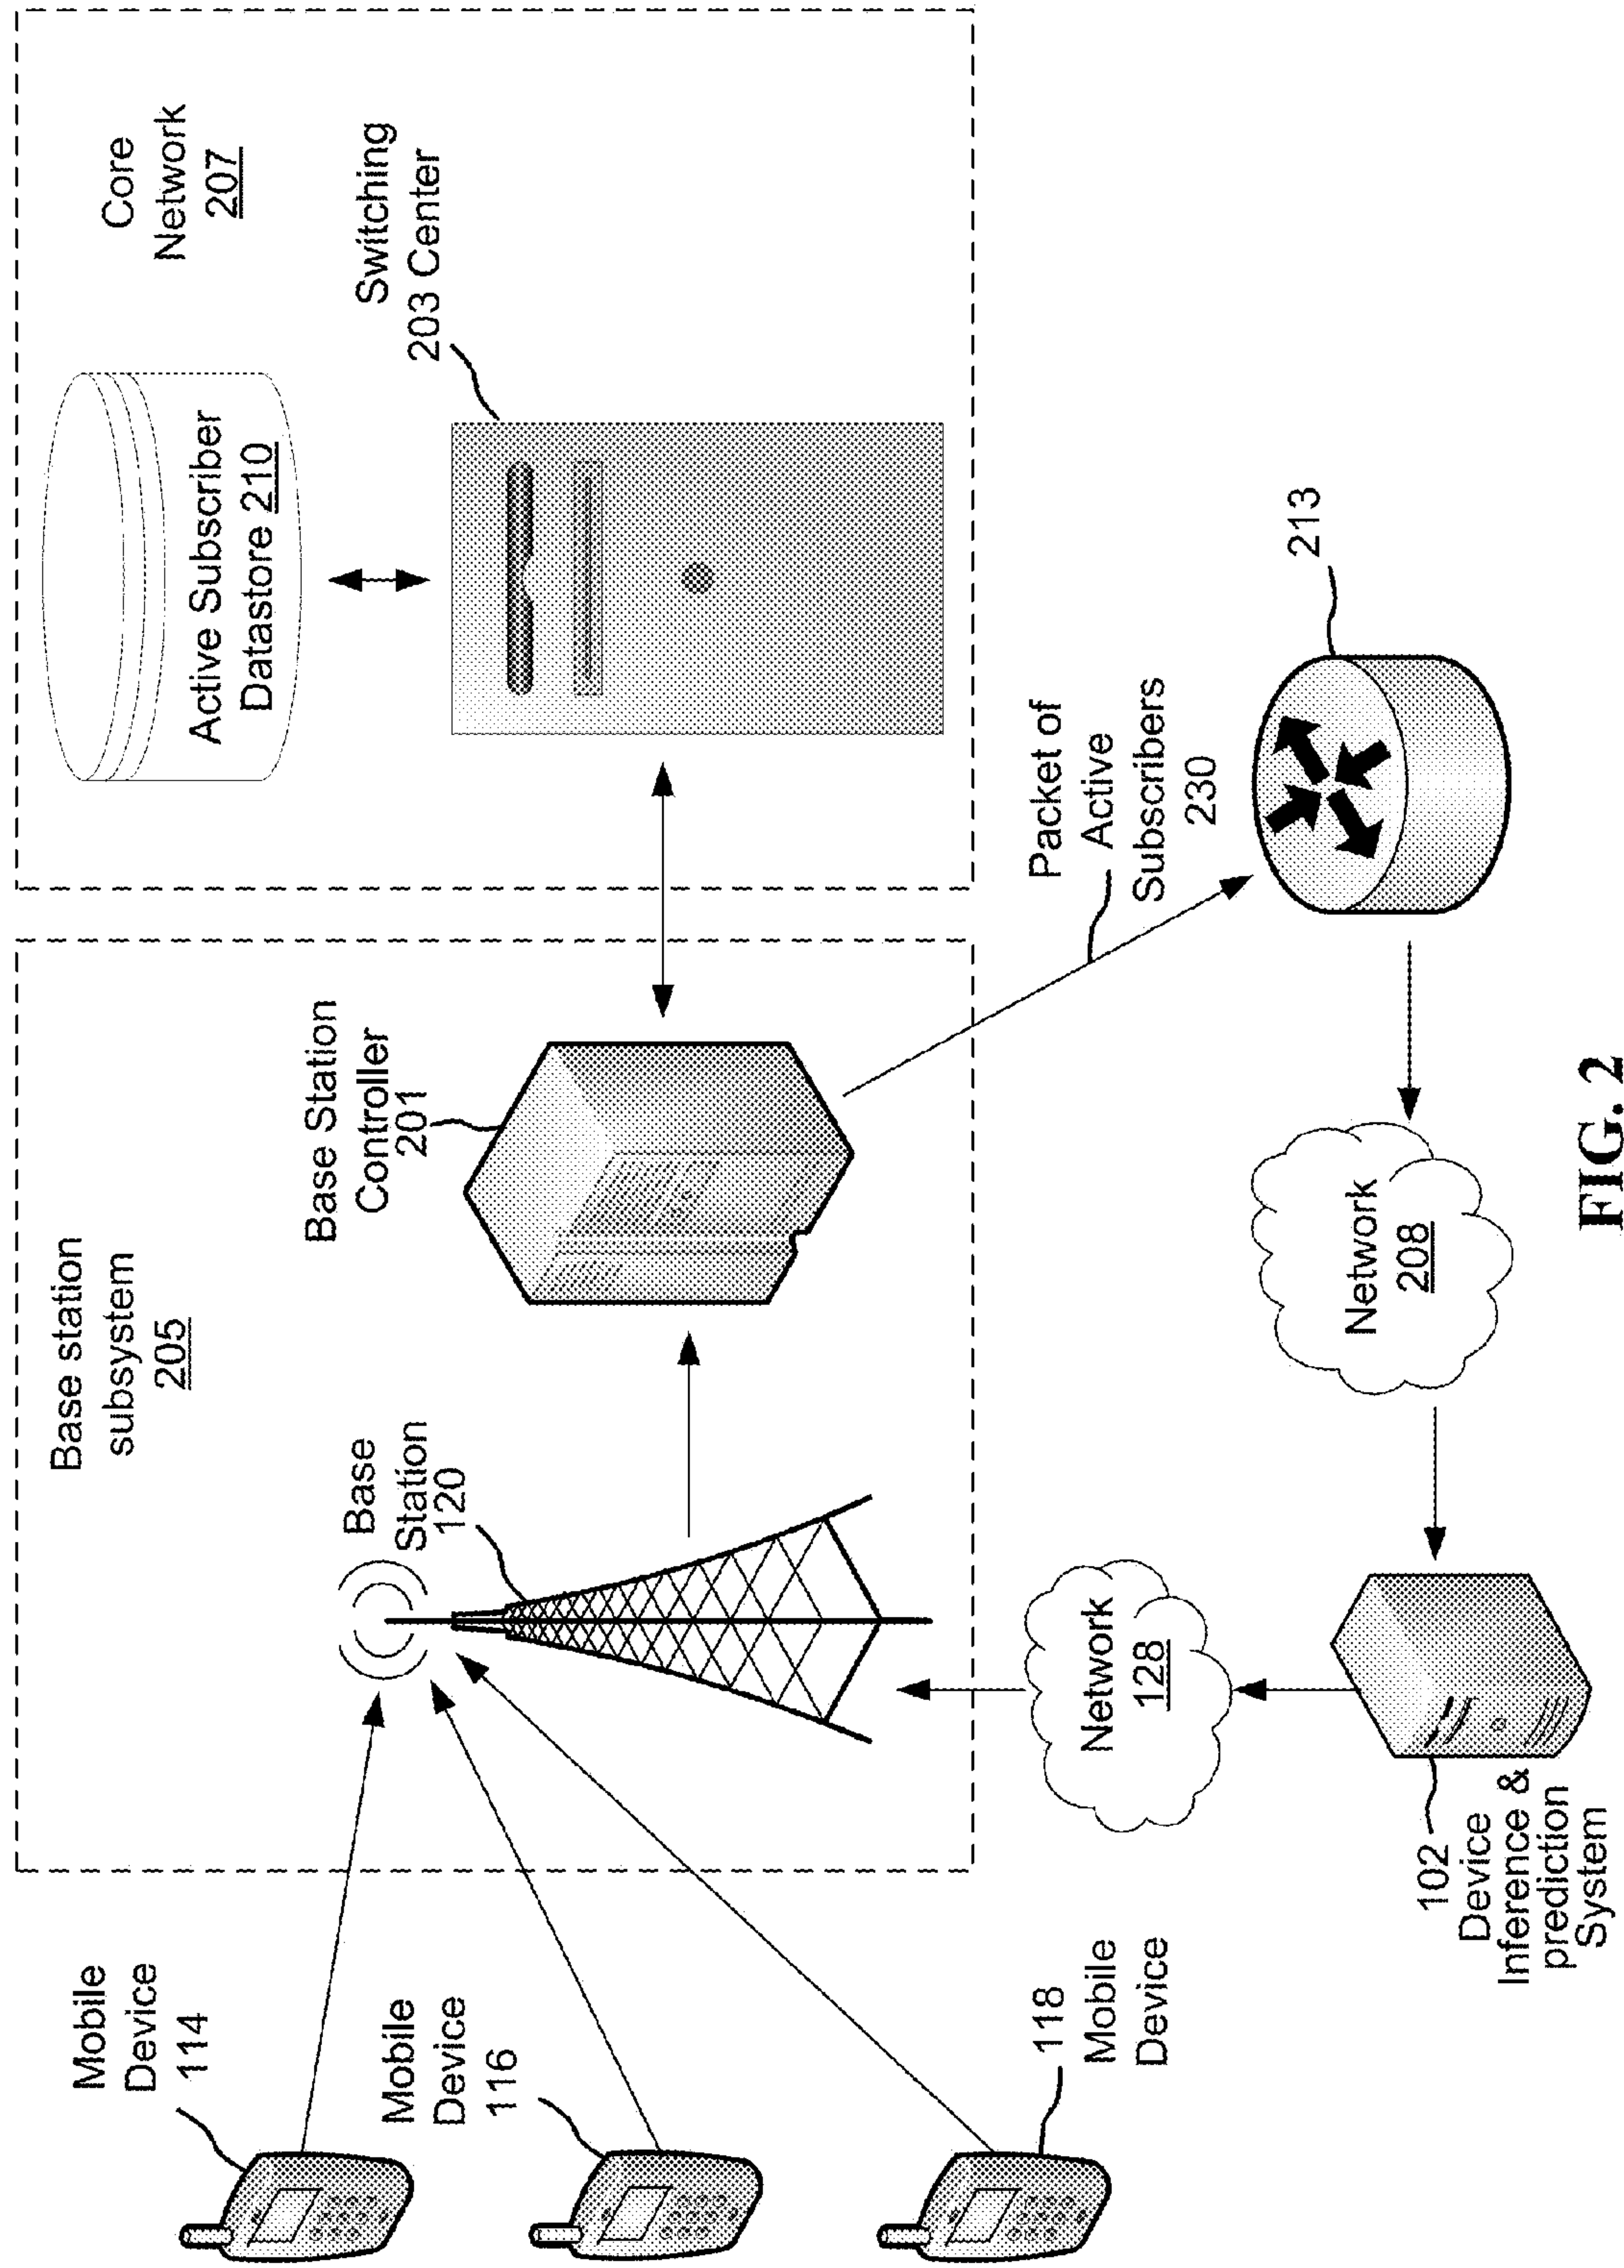 Base station
subsystem
205
Core
Network
207
Mobile
Device
114
Mobile
Device
116
118
Mobile
Device
Base
Station
120
Base Station
Controller
201
Active Subscriber
Datastore 210
Switching
203 Center
Network
128
Packet of
Active
Subscribers
230
213
102
Device
Inference &
prediction
System
Network
208
FIG. 2